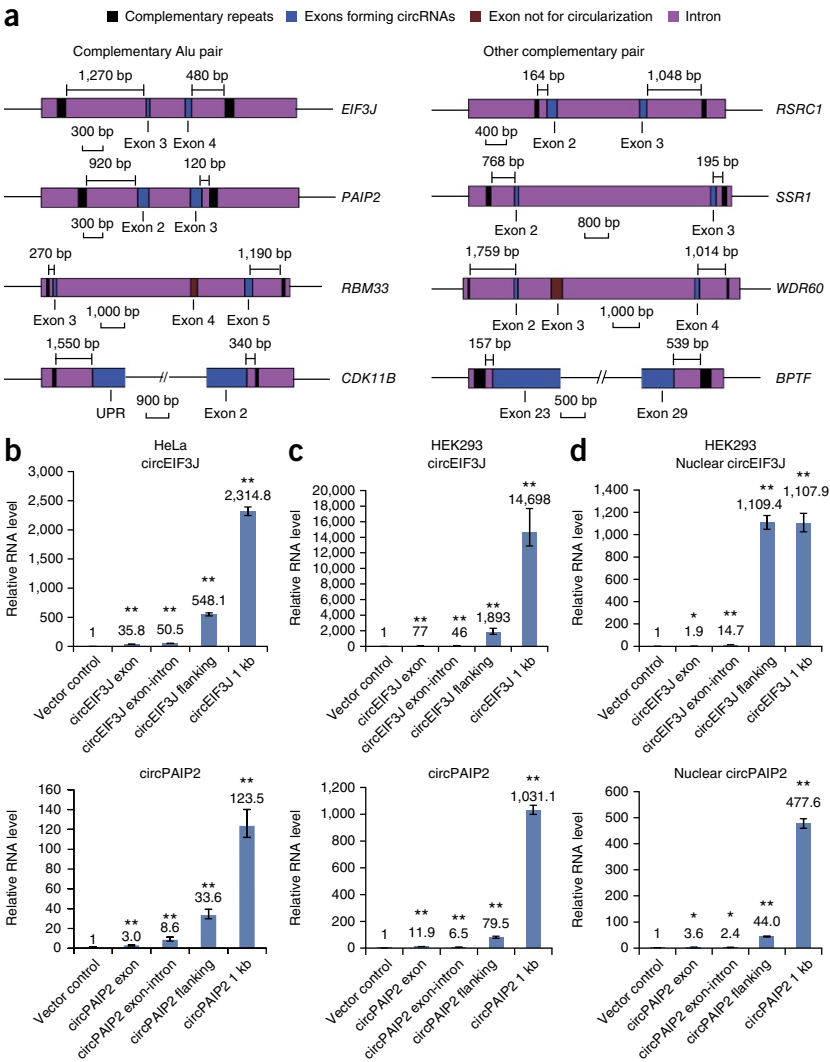 a
Complementary repeats
Exons forming circRNAs
Exon not for circularization
Intron
Complementary Alu pair
1,270 bp
480 bp
EIF3J
Exon 3
Exon 4
300 bp
920 bp
120 bp
PAIP2
Exon 2
Exon 3
300 bp
270 bp
1,190 bp
RBM33
Exon 3
1,000 bp
Exon 4
Exon 5
1,550 bp
340 bp
//
CDK11B
UPR
900 bp
Exon 2
Other complementary pair
164 bp
1,048 bp
RSRC1
400 bp
Exon 2
Exon 3
768 bp
195 bp
SSR1
Exon 2
800 bp
Exon 3
1,759 bp
1,014 bp
WDR60
Exon 2
Exon 3
1,000 bp
Exon 4
157 bp
539 bp
//
BPTF
Exon 23
500 bp
Exon 29
b
HeLa
circEIF3J
Relative RNA level
3,000
2,500
2,000
1,500
1,000
500
0
1
**
35.8
**
50.5
**
548.1
**
2,314.8
Vector control
circEIF3J exon
circEIF3J exon-intron
circEIF3J flanking
circEIF3J 1 kb
circPAIP2
Relative RNA level
160
140
120
100
80
60
40
20
0
1
**
3.0
**
8.6
**
33.6
**
123.5
Vector control
circPAIP2 exon
circPAIP2 exon-intron
circPAIP2 flanking
circPAIP2 1 kb
c
HEK293
circEIF3J
Relative RNA level
20,000
18,000
16,000
14,000
12,000
10,000
8,000
6,000
4,000
2,000
0
1
**
77
**
46
**
1,893
**
14,698
Vector control
circEIF3J exon
circEIF3J exon-intron
circEIF3J flanking
circEIF3J 1 kb
circPAIP2
Relative RNA level
1,200
1,000
800
600
400
200
0
1
**
11.9
**
6.5
**
79.5
**
1,031.1
Vector control
circPAIP2 exon
circPAIP2 exon-intron
circPAIP2 flanking
circPAIP2 1 kb
d
HEK293
Nuclear circEIF3J
Relative RNA level
1,400
1,200
1,000
800
600
400
200
0
1
*
1.9
**
14.7
**
1,109.4
**
1,107.9
Vector control
circEIF3J exon
circEIF3J exon-intron
circEIF3J flanking
circEIF3J 1 kb
Nuclear circPAIP2
Relative RNA level
600
500
400
300
200
100
0
1
*
3.6
*
2.4
**
44.0
**
477.6
Vector control
circPAIP2 exon
circPAIP2 exon-intron
circPAIP2 flanking
circPAIP2 1 kb